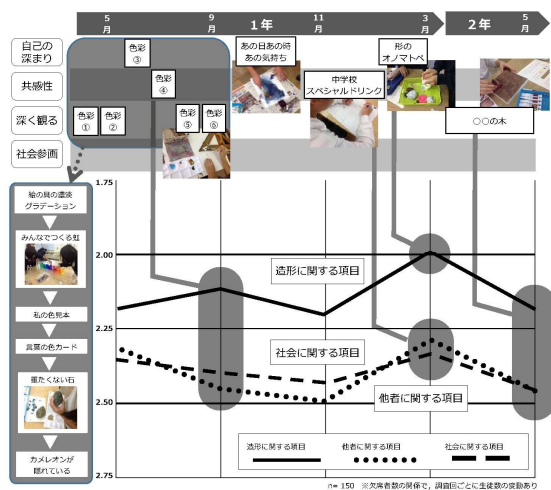 5
月
9
月
1年
11
月
3
月
2年
5
月
自己の
深まり
共感性
深く観る
社会参画
色彩
③
色彩
④
色彩
①
色彩
②
色彩
⑤
色彩
⑥
あの日あの時
あの気持ち
中学校
スペシャルドリンク
形の
オノマトペ
○○の木
絵の具の濃淡
グラデーション
みんなでつくる虹
私の色見本
言葉の色カード
重たくない石
カメレオンが
隠れている
1.75
2.00
2.25
2.50
2.75
造形に関する項目
社会に関する項目
他者に関する項目
造形に関する項目
他者に関する項目
社会に関する項目
n= 150　※欠席者数の関係で，調査回ごとに生徒数の変動あり